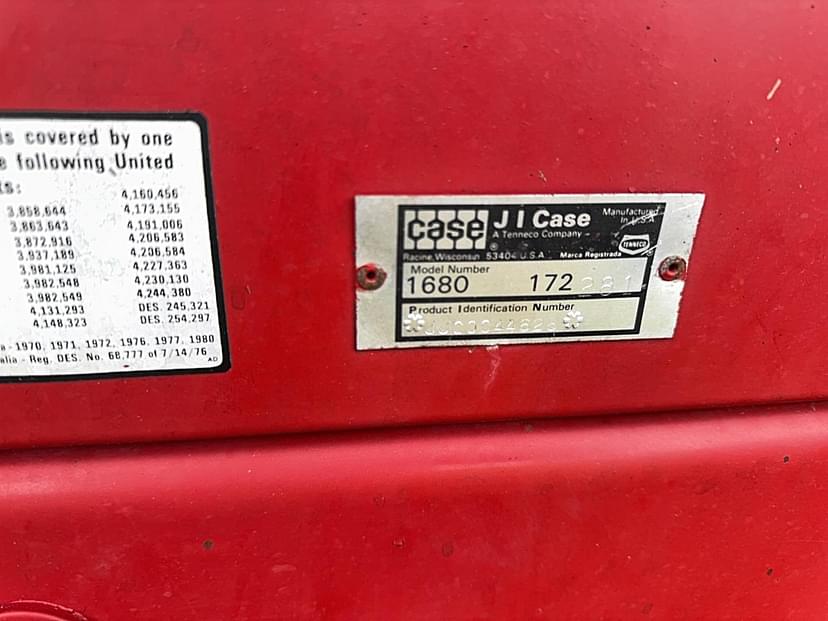 is covered by one
following United
4,160,456
3,858,644 4,173,155
3,863,643 4,191,006
3,872,916 4,206,583
3,937,189 4,206,584
3,981,125 4,227,363
3,982,548 4,230,130
3,982,549 4,244,380
4,131,293 DES. 245,321
4,148,323 DES. 254,297
- 1970, 1971, 1972, 1976, 1977, 1980
- Reg. DES. No. 68,777 of 7/14/76
AD
case J I Case
A Tenneco Company
Manufactured
In U.S.A
TENNECO
Racine, Wisconsin 53404 U.S.A. Marca Registrada
Model Number
1680 172 281
Product Identification Number